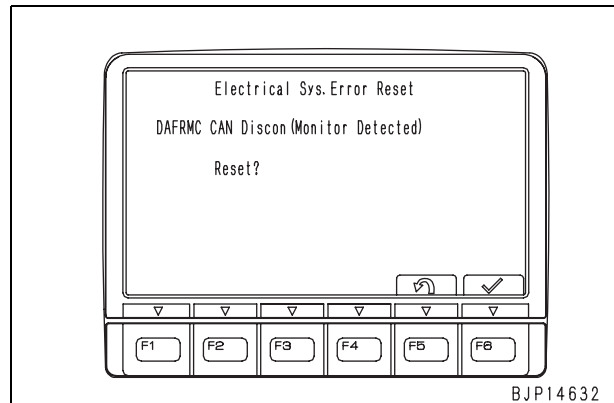 Electrical Sys.Error Reset
DAFRMC CAN Discon(Monitor Detected)
Reset?
F1 F2 F3 F4 F5 F6
BJP14632